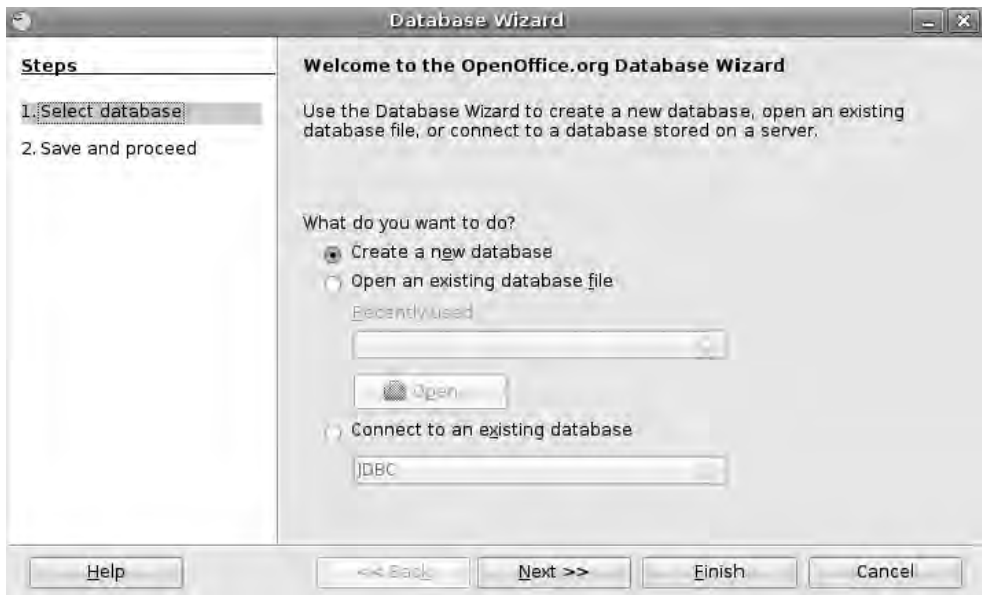 Database Wizard
Steps
1. Select database
2. Save and proceed
Welcome to the OpenOffice.org Database Wizard
Use the Database Wizard to create a new database, open an existing
database file, or connect to a database stored on a server.
What do you want to do?
Create a new database
Open an existing database file
Recently used
Open...
Connect to an existing database
JDBC
Help
<< Back
Next >>
Finish
Cancel